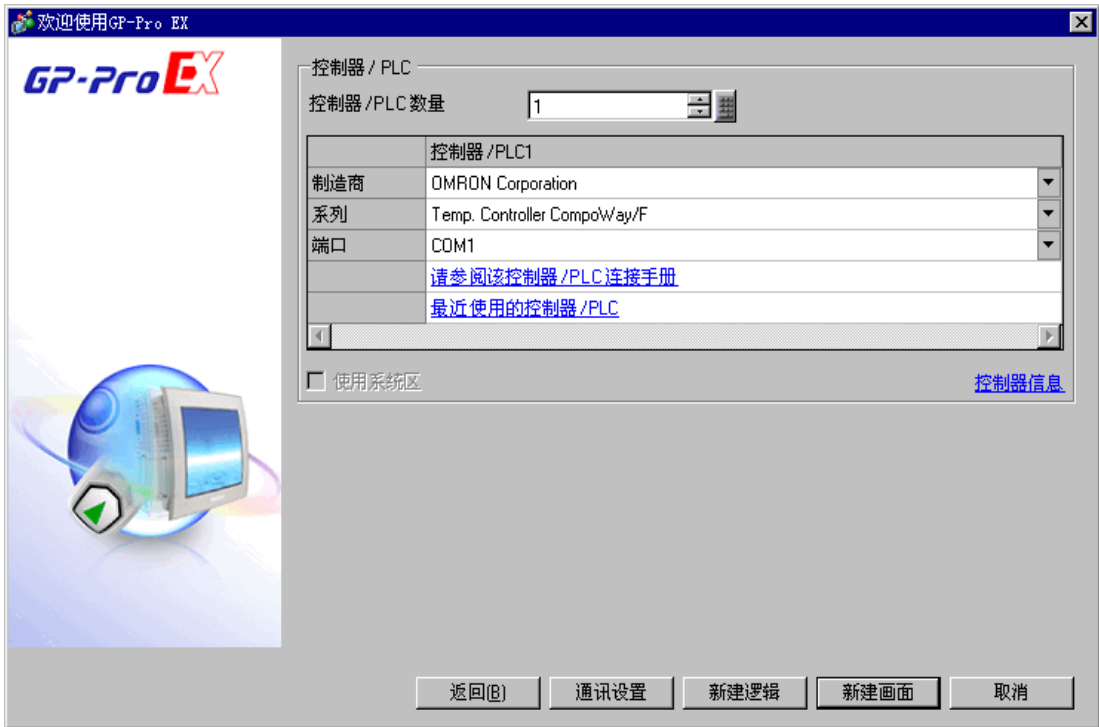 欢迎使用GP-Pro EX
GP-Pro EX
控制器 / PLC
控制器 /PLC 数量 1
控制器 /PLC1
制造商 OMRON Corporation
系列 Temp. Controller CompoWay/F
端口 COM1
请参阅该控制器 /PLC 连接手册
最近使用的控制器 /PLC
使用系统区
控制器信息
返回(B) 通讯设置 新建逻辑 新建画面 取消